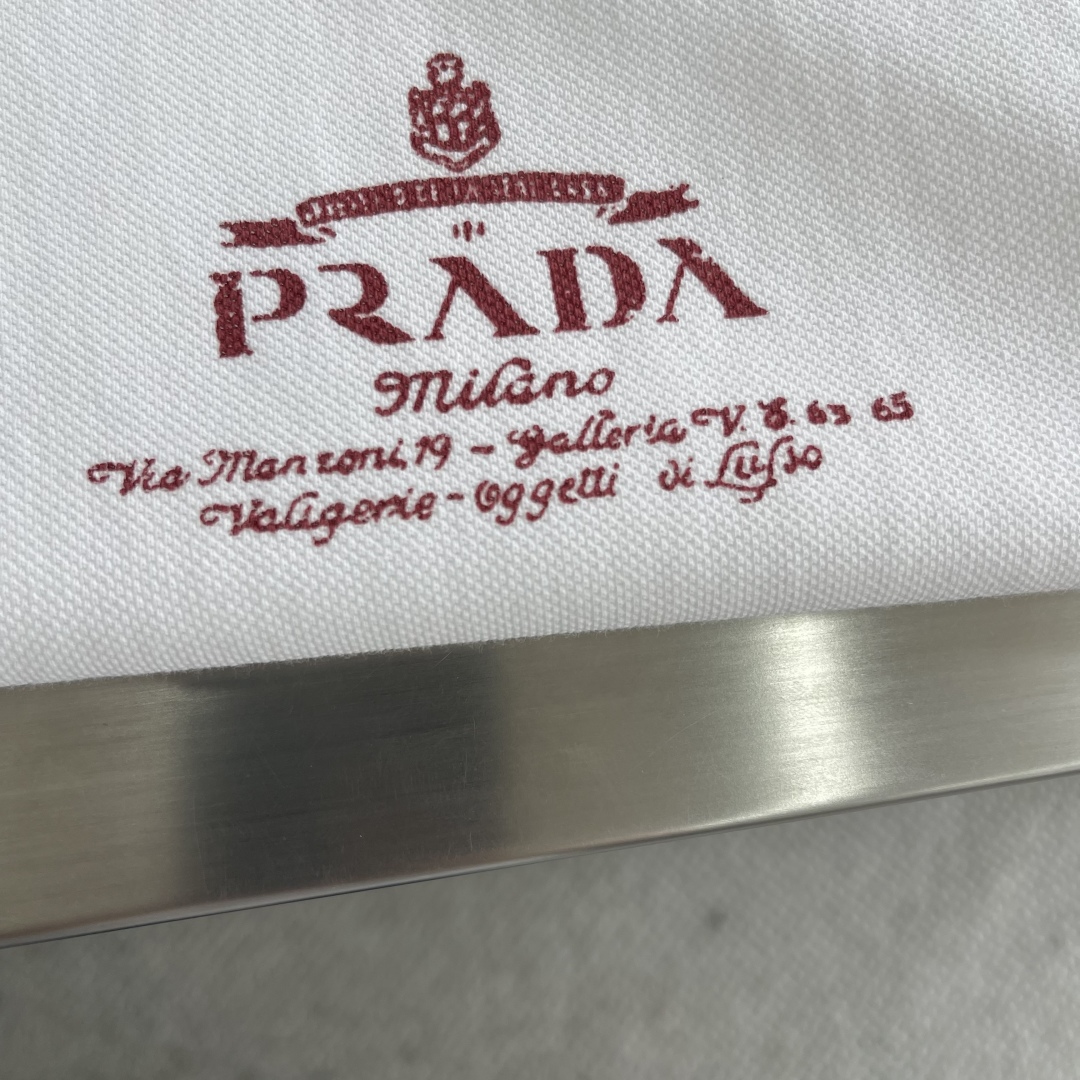 PRADA
Milano
Via Manzoni, 19 - Galleria V. E. 63 65
Valigerie - Oggetti di Lusso